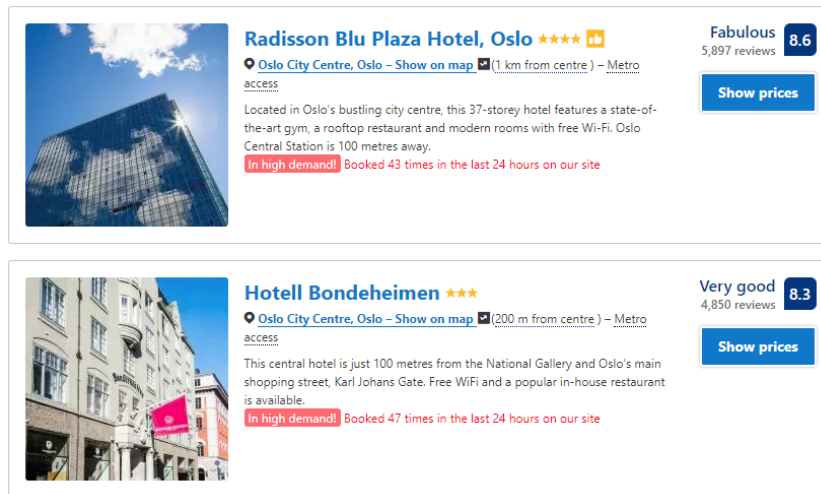 Radisson Blu Plaza Hotel, Oslo
Fabulous
8.6
5,897 reviews
Oslo City Centre, Oslo – Show on map (1 km from centre ) – Metro
access
Show prices
Located in Oslo's bustling city centre, this 37-storey hotel features a state-of-
the-art gym, a rooftop restaurant and modern rooms with free Wi-Fi. Oslo
Central Station is 100 metres away.
In high demand! Booked 43 times in the last 24 hours on our site
Hotell Bondeheimen
Very good
8.3
4,850 reviews
Oslo City Centre, Oslo – Show on map (200 m from centre ) – Metro
access
Show prices
This central hotel is just 100 metres from the National Gallery and Oslo's main
shopping street, Karl Johans Gate. Free WiFi and a popular in-house restaurant
is available.
In high demand! Booked 47 times in the last 24 hours on our site